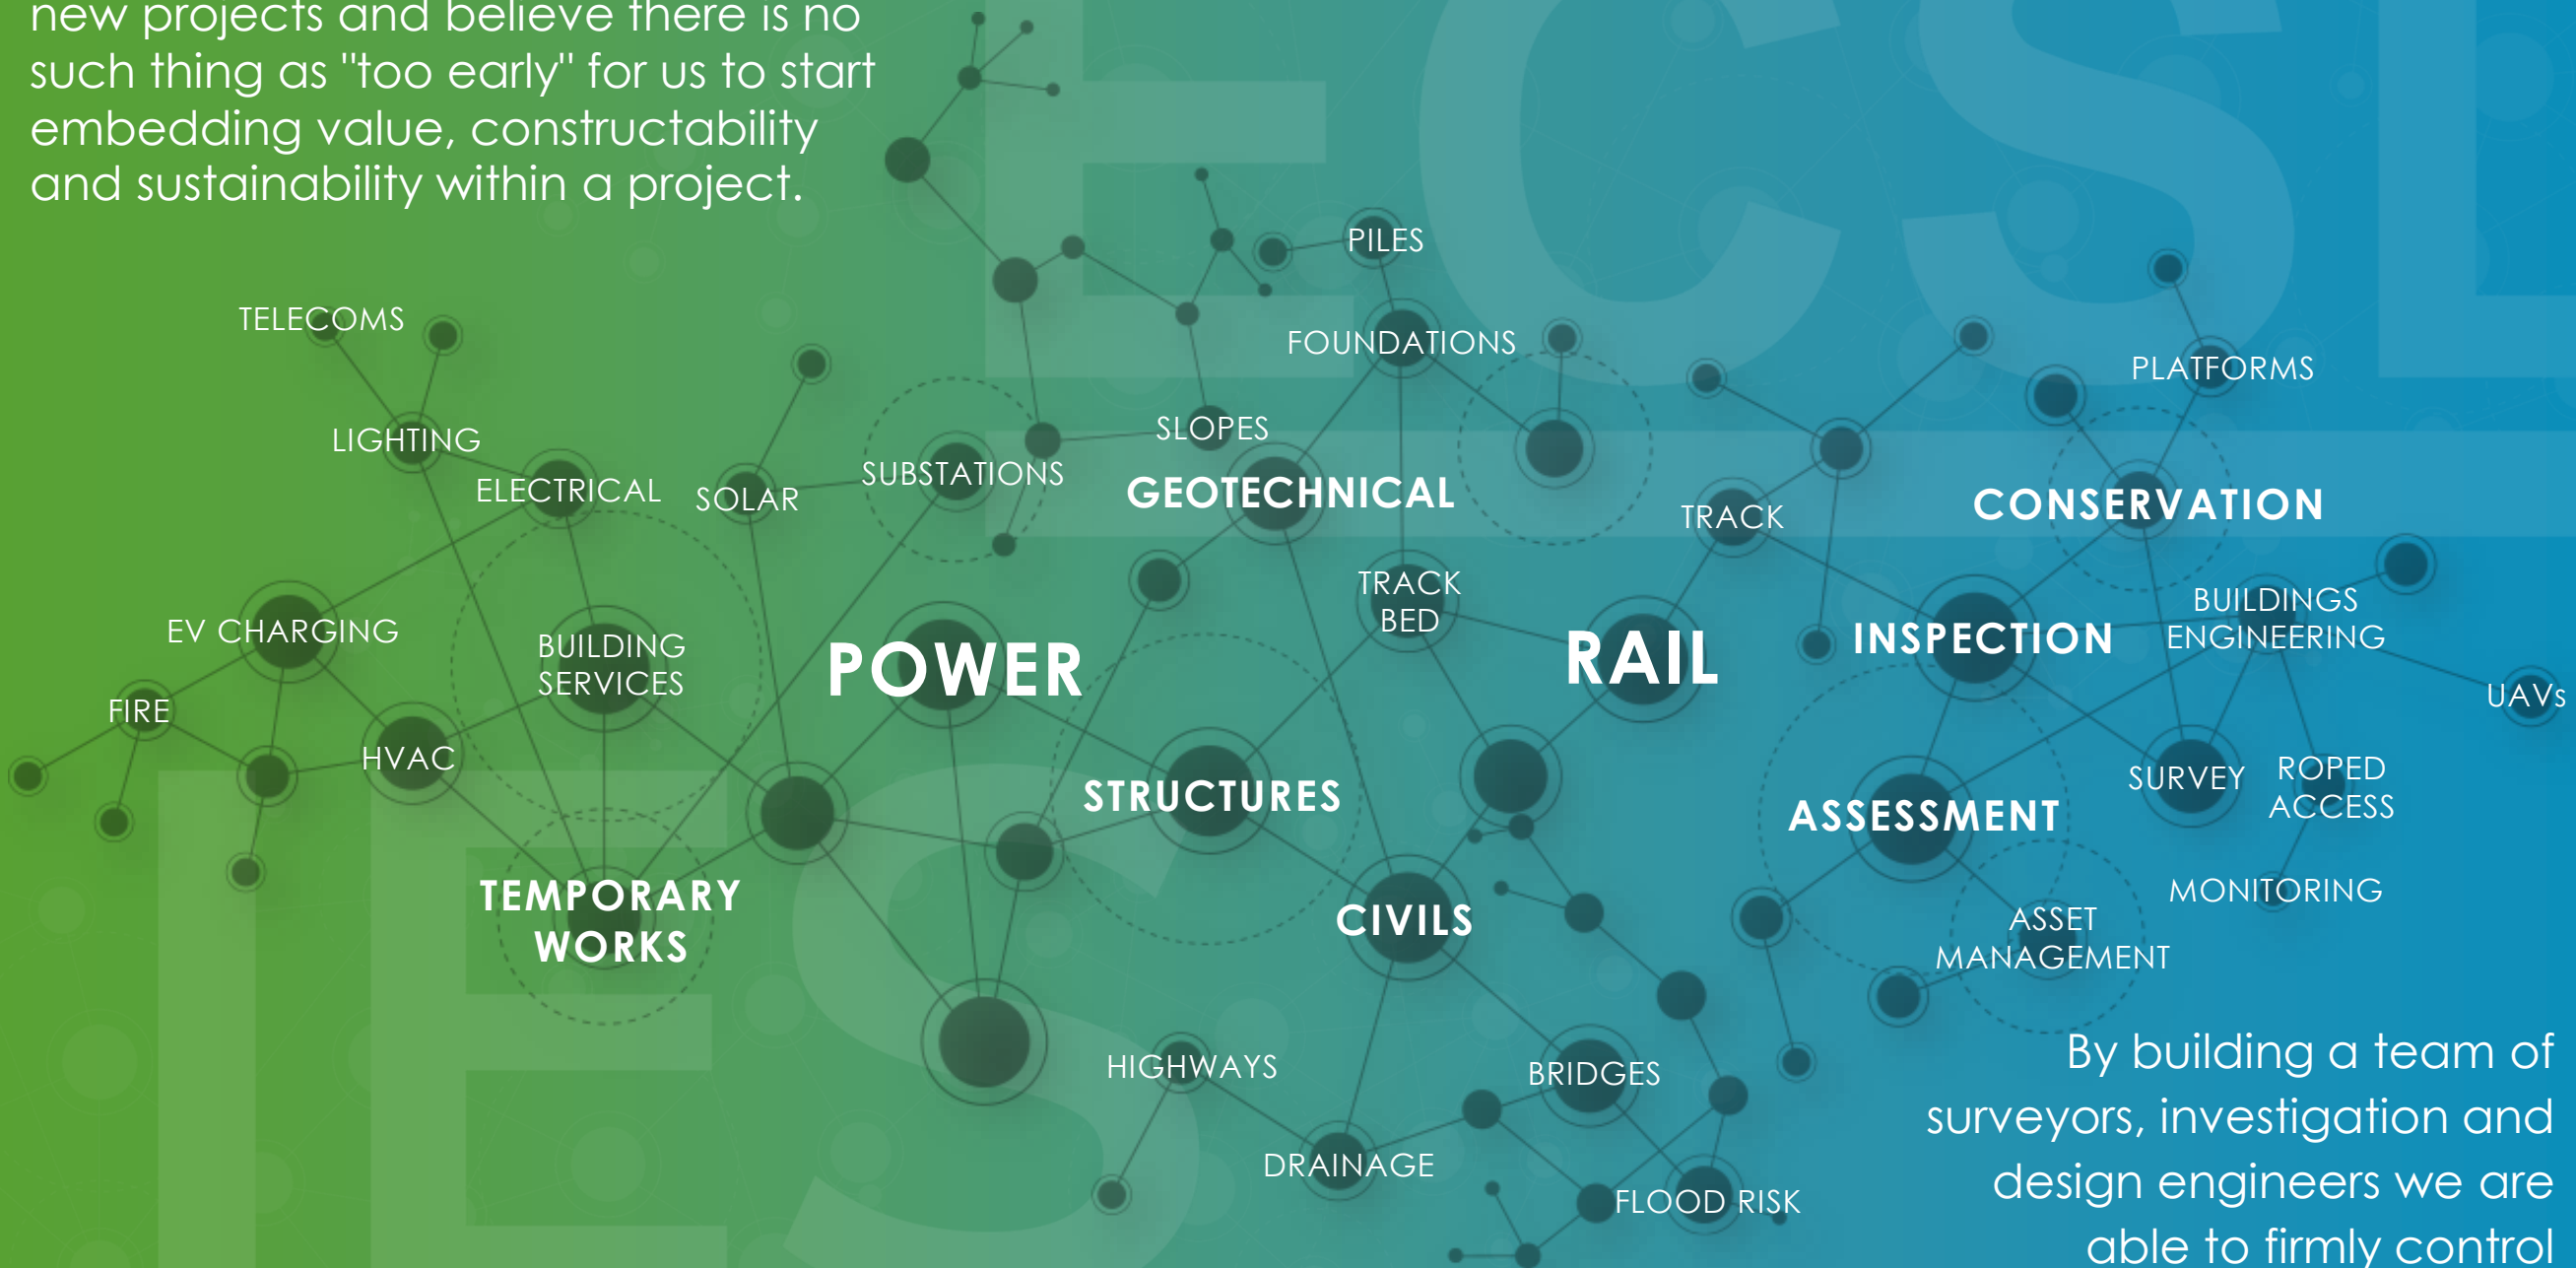 new projects and believe there is no
such thing as "too early" for us to start
embedding value, constructability
and sustainability within a project.
ECSL
PILES
TELECOMS
FOUNDATIONS
PLATFORMS
LIGHTING
SLOPES
SUBSTATIONS
ELECTRICAL
SOLAR
GEOTECHNICAL
TRACK
CONSERVATION
TRACK
BED
BUILDINGS
ENGINEERING
EV CHARGING
BUILDING
SERVICES
POWER
RAIL
INSPECTION
UAVs
FIRE
HVAC
STRUCTURES
ASSESSMENT
SURVEY
ROPED
ACCESS
TEMPORARY
WORKS
CIVILS
MONITORING
ASSET
MANAGEMENT
IES
HIGHWAYS
BRIDGES
DRAINAGE
FLOOD RISK
By building a team of
surveyors, investigation and
design engineers we are
able to firmly control